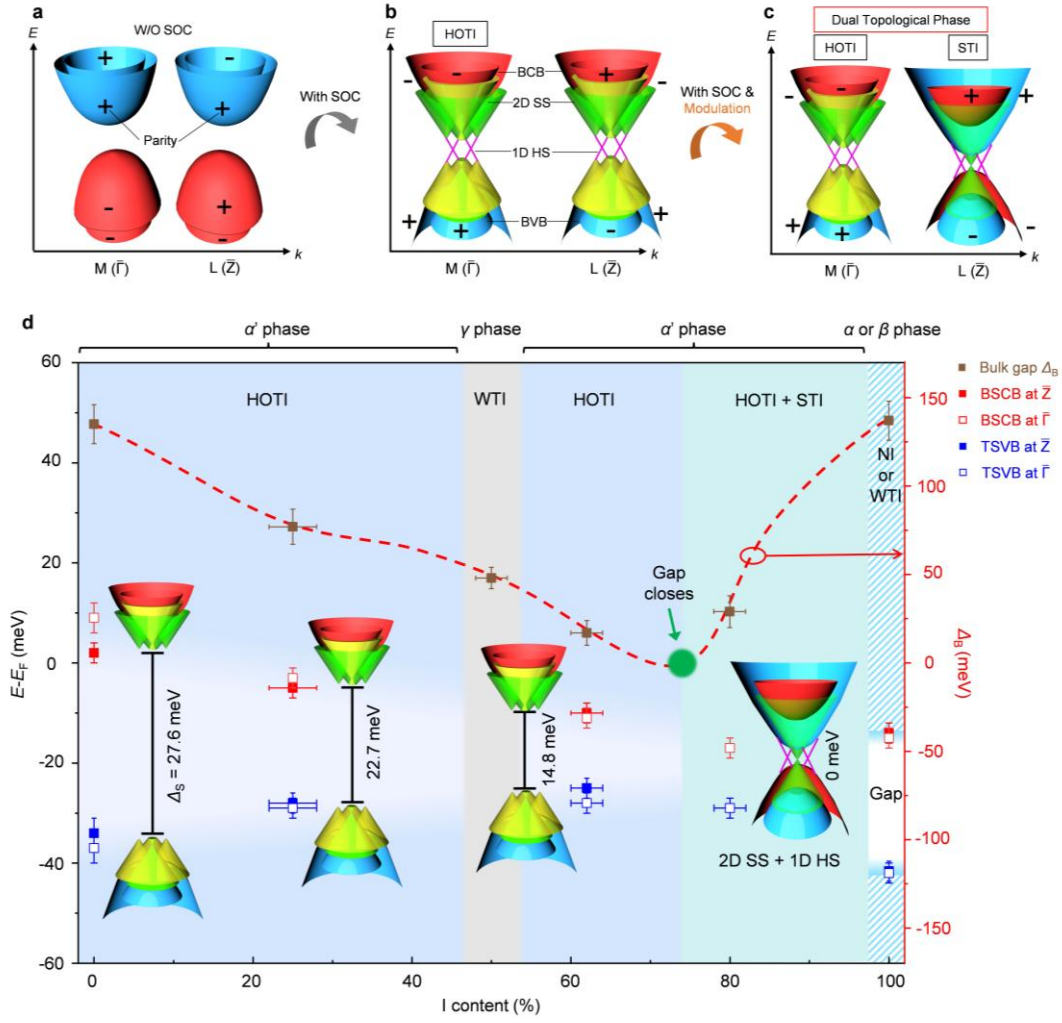 a
E
W/O SOC
+
-
+
+
Parity
-
+
-
-
M (Γ̄)
L (Z̄)
k
With SOC
b
E
HOTI
-
-
BCB
+
-
2D SS
1D HS
+
+
BVB
-
+
M (Γ̄)
L (Z̄)
k
With SOC &
Modulation
c
Dual Topological Phase
E
HOTI
STI
-
-
+
+
+
+
-
-
M (Γ̄)
L (Z̄)
k
d
α' phase
γ phase
α' phase
α or β phase
60
40
20
0
-20
-40
-60
E-E_F (meV)
HOTI
WTI
HOTI
HOTI + STI
NI
or
WTI
Gap
closes
Δ_S = 27.6 meV
22.7 meV
14.8 meV
0 meV
2D SS + 1D HS
Gap
150
100
50
0
-50
-100
-150
Δ_B (meV)
Bulk gap Δ_B
BSCB at Z̄
BSCB at Γ̄
TSVB at Z̄
TSVB at Γ̄
0
20
40
60
80
100
I content (%)